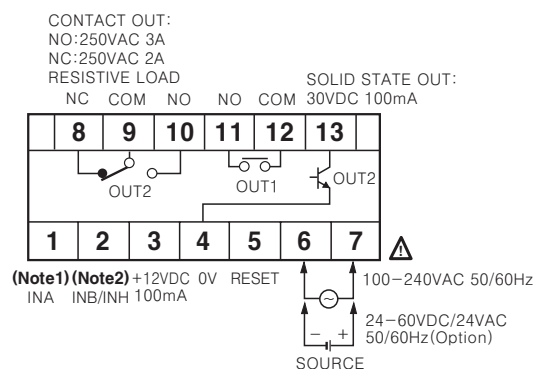 CONTACT OUT:
NO:250VAC 3A
NC:250VAC 2A
RESISTIVE LOAD
SOLID STATE OUT:
30VDC 100mA
NC COM NO NO COM
8 9 10 11 12 13
OUT2 OUT1 OUT2
1 2 3 4 5 6 7
(Note1) (Note2) +12VDC 0V RESET
INA INB/INH 100mA
100-240VAC 50/60Hz
24-60VDC/24VAC
50/60Hz(Option)
- +
SOURCE